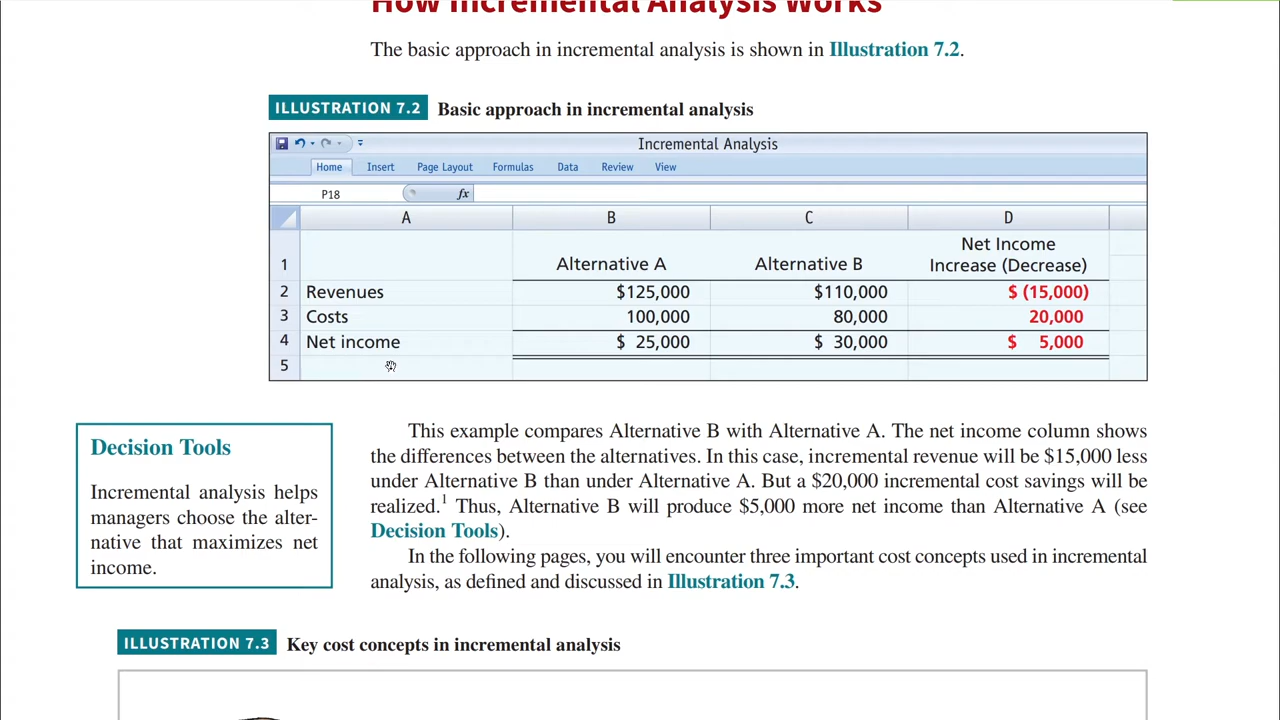 How Incremental Analysis Works
The basic approach in incremental analysis is shown in Illustration 7.2.
ILLUSTRATION 7.2 Basic approach in incremental analysis
Incremental Analysis
Home Insert Page Layout Formulas Data Review View
P18 fx
A B C D
Net Income
1 Alternative A Alternative B Increase (Decrease)
2 Revenues $125,000 $110,000 $ (15,000)
3 Costs 100,000 80,000 20,000
4 Net income $ 25,000 $ 30,000 $ 5,000
5
Decision Tools
Incremental analysis helps
managers choose the alter-
native that maximizes net
income.
This example compares Alternative B with Alternative A. The net income column shows
the differences between the alternatives. In this case, incremental revenue will be $15,000 less
under Alternative B than under Alternative A. But a $20,000 incremental cost savings will be
realized.1 Thus, Alternative B will produce $5,000 more net income than Alternative A (see
Decision Tools).
In the following pages, you will encounter three important cost concepts used in incremental
analysis, as defined and discussed in Illustration 7.3.
ILLUSTRATION 7.3 Key cost concepts in incremental analysis